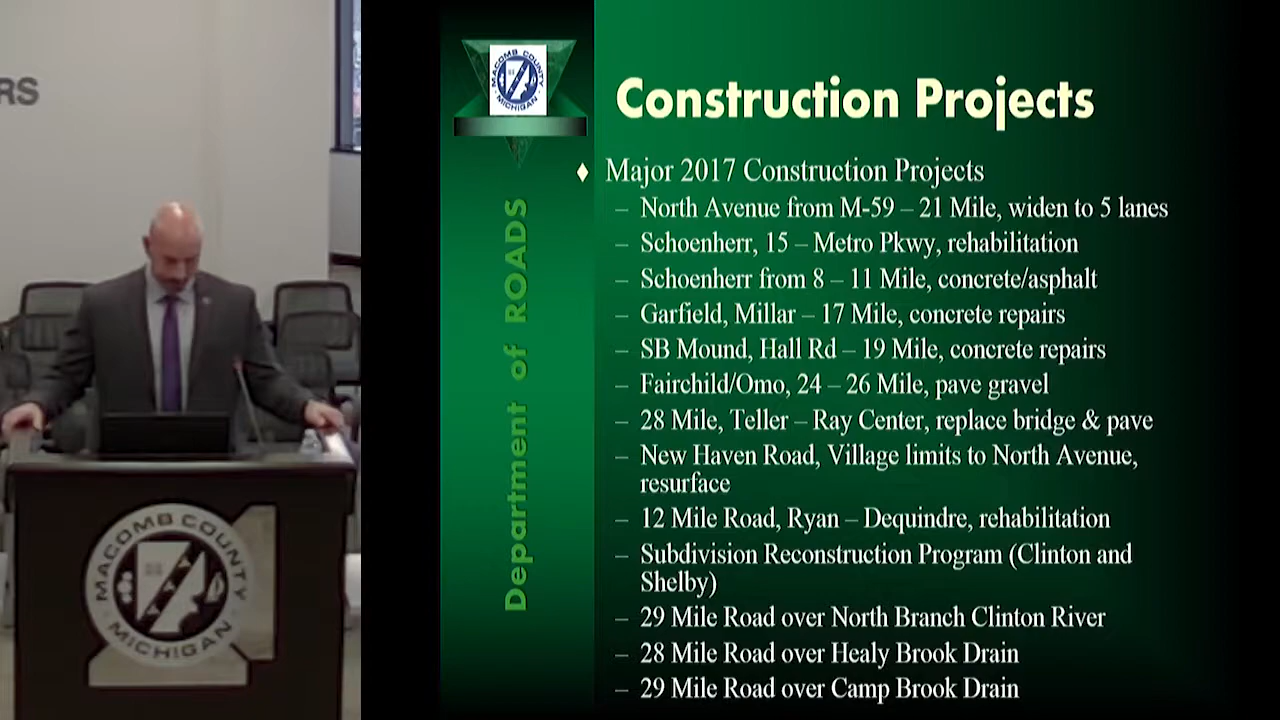 RS
MACOMB COUNTY
MICHIGAN
Department of ROADS
Construction Projects
♦ Major 2017 Construction Projects
– North Avenue from M-59 – 21 Mile, widen to 5 lanes
– Schoenherr, 15 – Metro Pkwy, rehabilitation
– Schoenherr from 8 – 11 Mile, concrete/asphalt
– Garfield, Millar – 17 Mile, concrete repairs
– SB Mound, Hall Rd – 19 Mile, concrete repairs
– Fairchild/Omo, 24 – 26 Mile, pave gravel
– 28 Mile, Teller – Ray Center, replace bridge & pave
– New Haven Road, Village limits to North Avenue,
resurface
– 12 Mile Road, Ryan – Dequindre, rehabilitation
– Subdivision Reconstruction Program (Clinton and
Shelby)
– 29 Mile Road over North Branch Clinton River
– 28 Mile Road over Healy Brook Drain
– 29 Mile Road over Camp Brook Drain
MACOMB COUNTY
MICHIGAN